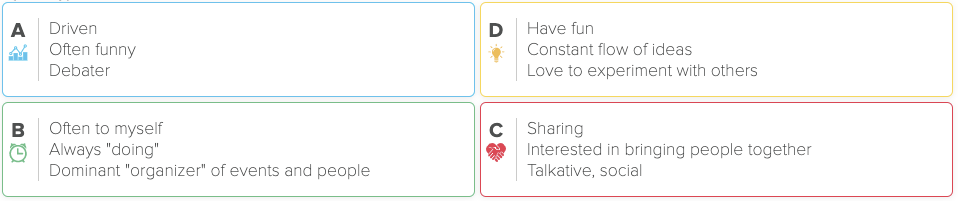 A
Driven
Often funny
Debater
D
Have fun
Constant flow of ideas
Love to experiment with others
B
Often to myself
Always "doing"
Dominant "organizer" of events and people
C
Sharing
Interested in bringing people together
Talkative, social